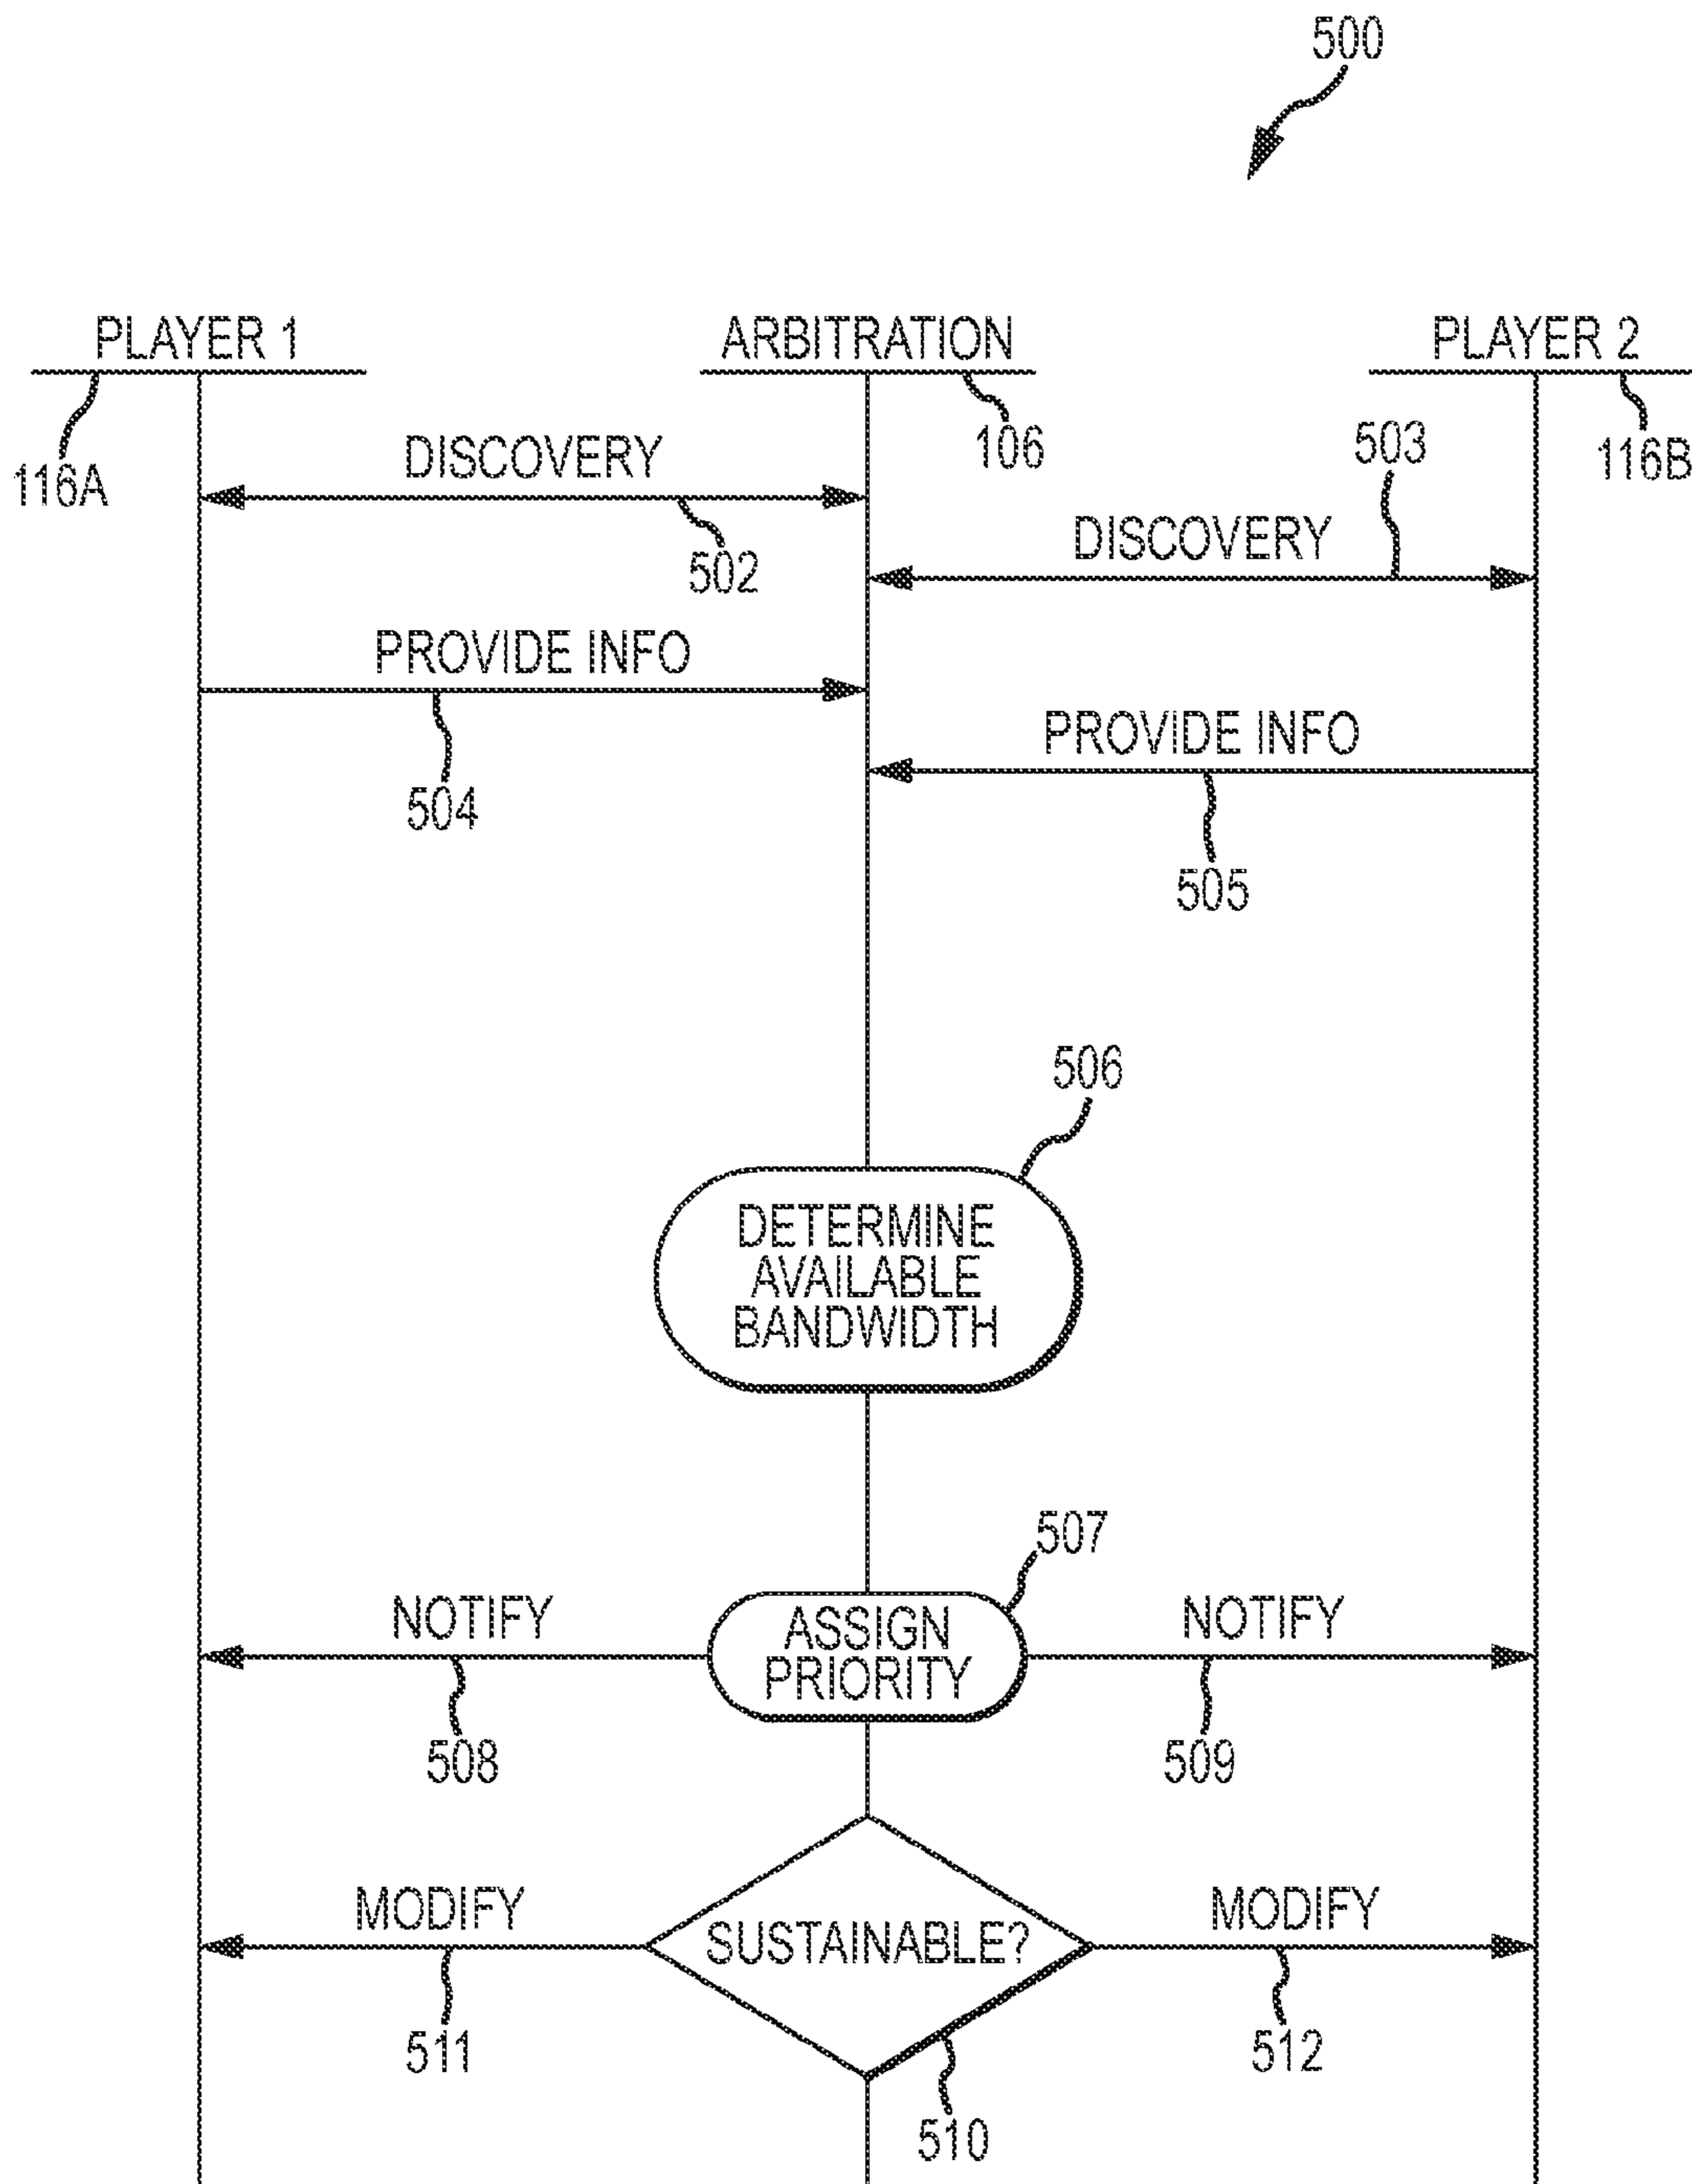 500
PLAYER 1
ARBITRATION
PLAYER 2
116A
106
116B
DISCOVERY
502
503
DISCOVERY
PROVIDE INFO
504
PROVIDE INFO
505
506
DETERMINE
AVAILABLE
BANDWIDTH
507
NOTIFY
ASSIGN
PRIORITY
NOTIFY
508
509
MODIFY
SUSTAINABLE?
MODIFY
511
512
510